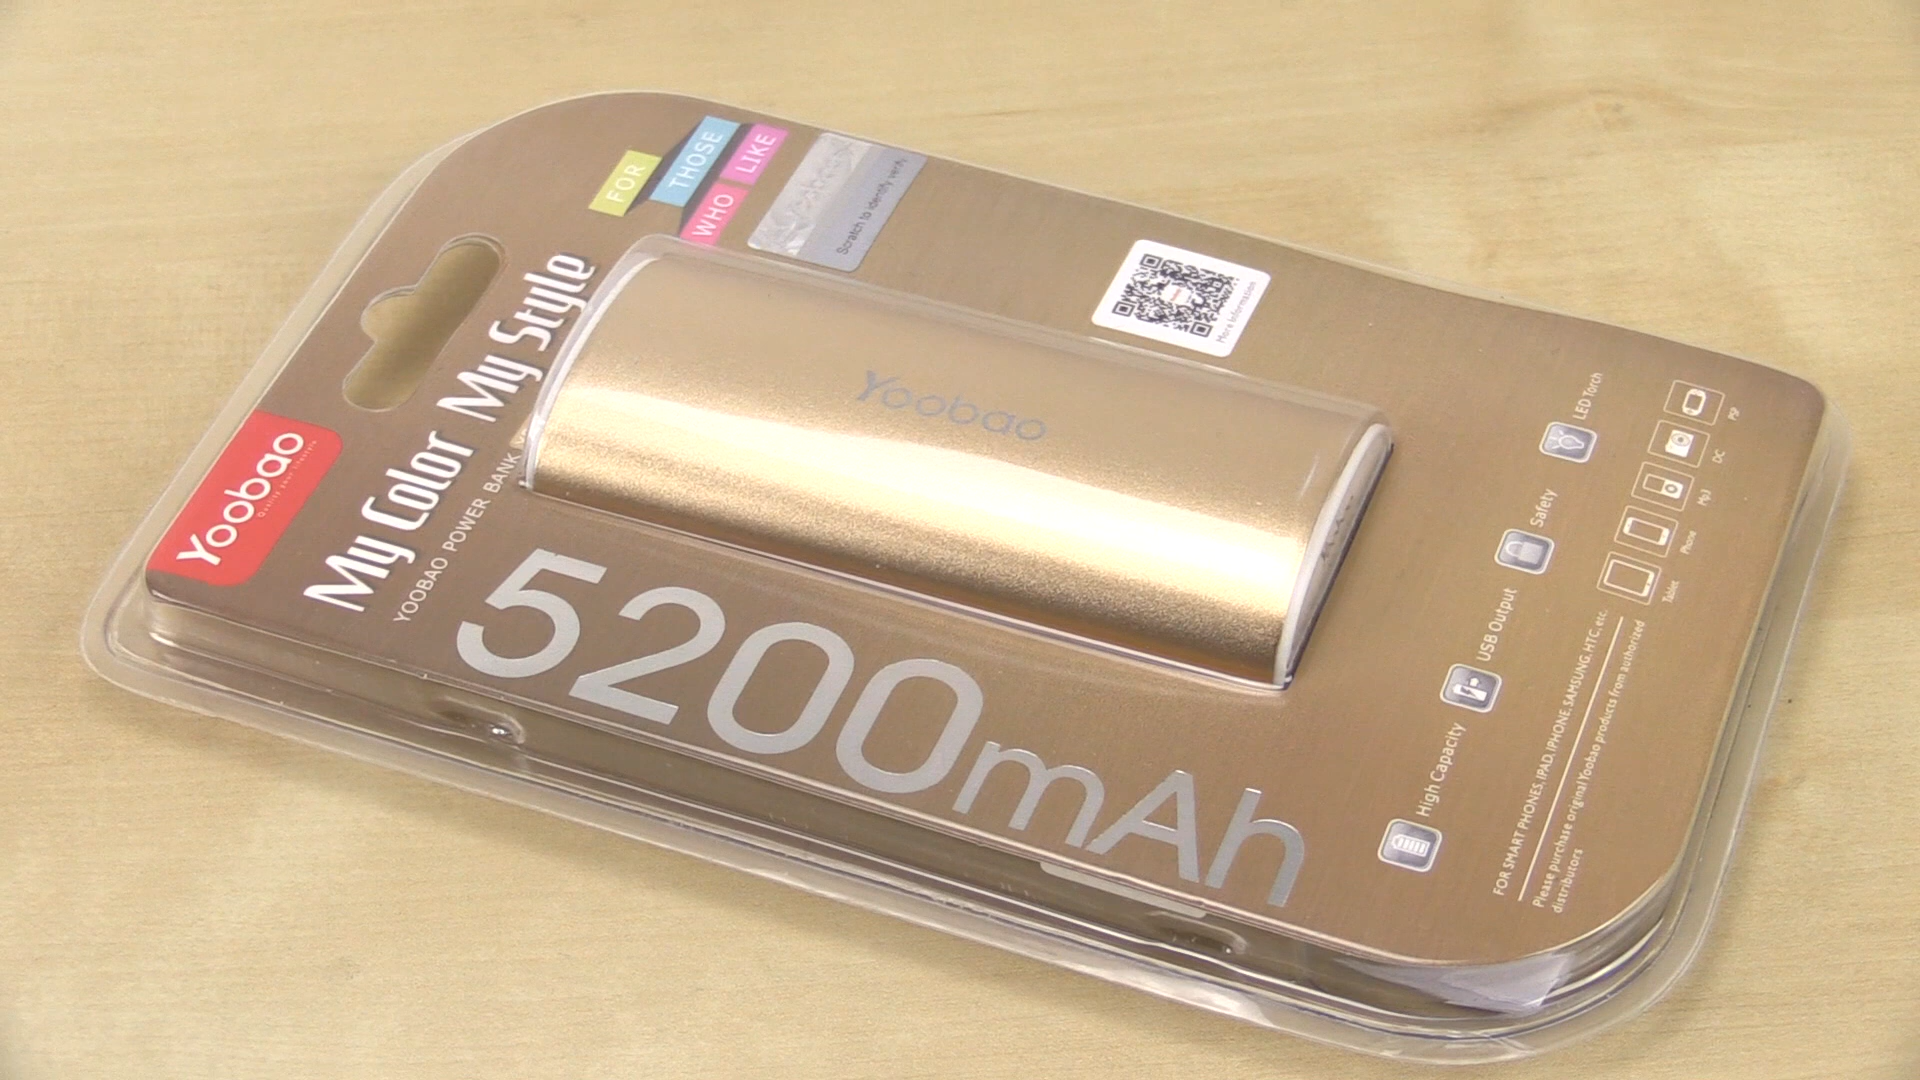 FOR
THOSE
WHO
LIKE
Scratch to identify verify
More Information
Yoobao
My Color My Style
YOOBAO POWER BANK
Yoobao
5200mAh
High Capacity
USB Output
Safety
LED Torch
Tablet
Phone
Mp3
DC
PSP
FOR SMART PHONES, IPAD, IPHONE, SAMSUNG, HTC, etc.
Please purchase original Yoobao products from authorized
distributors